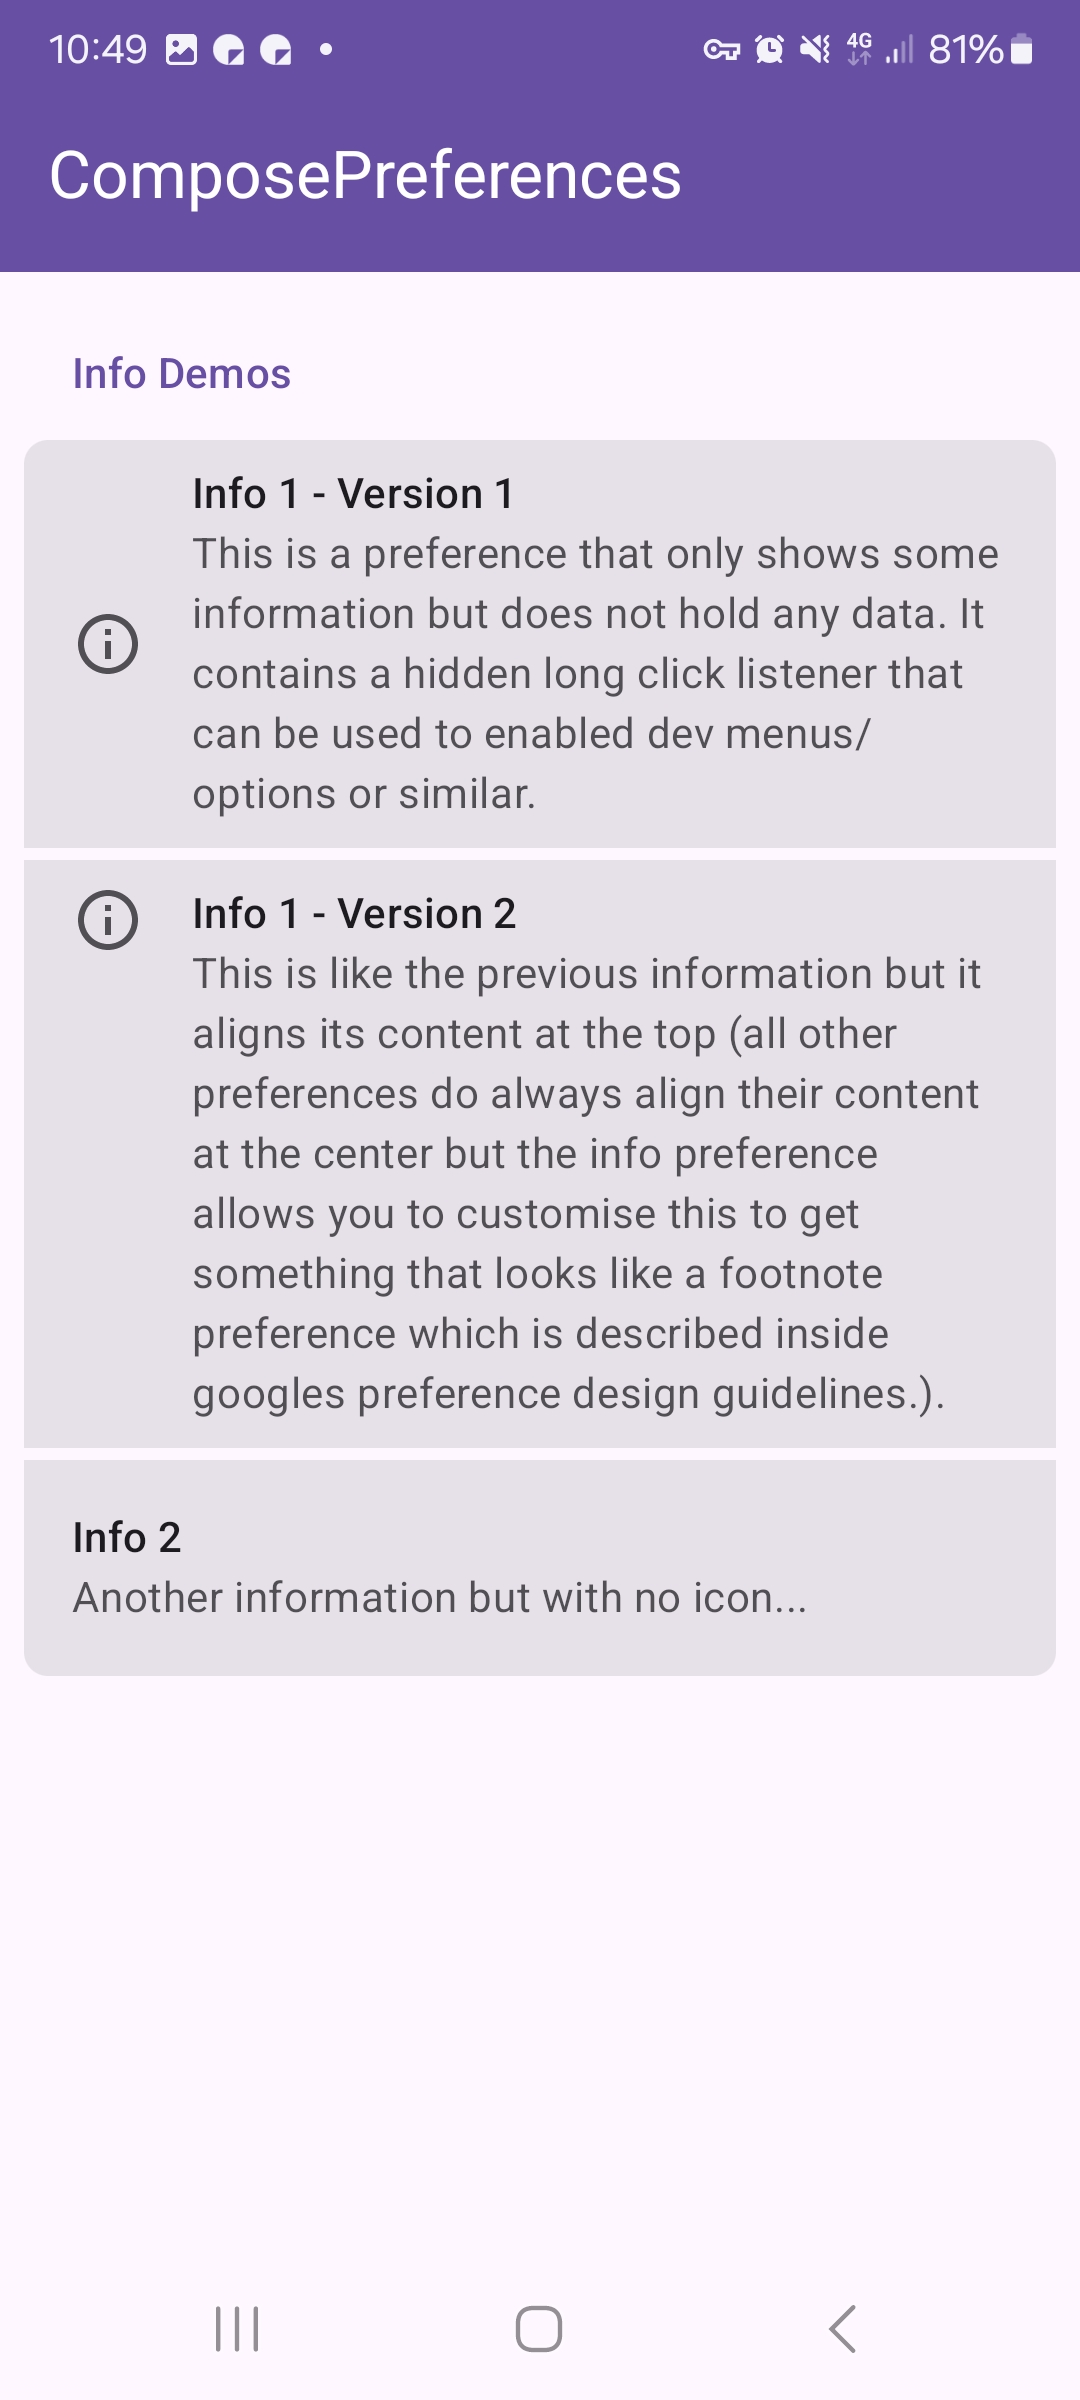 10:49
4G
81%
ComposePreferences
Info Demos
Info 1 - Version 1
This is a preference that only shows some
information but does not hold any data. It
contains a hidden long click listener that
can be used to enabled dev menus/
options or similar.
Info 1 - Version 2
This is like the previous information but it
aligns its content at the top (all other
preferences do always align their content
at the center but the info preference
allows you to customise this to get
something that looks like a footnote
preference which is described inside
googles preference design guidelines.).
Info 2
Another information but with no icon...